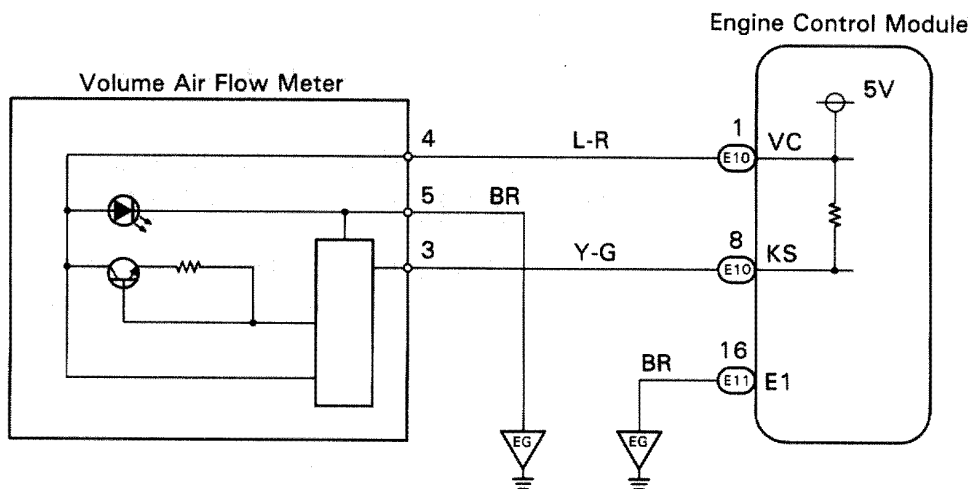 Engine Control Module
Volume Air Flow Meter
5V
4
L-R
1
E10
VC
5
BR
3
Y-G
8
E10
KS
BR
16
E11
E1
EG
EG